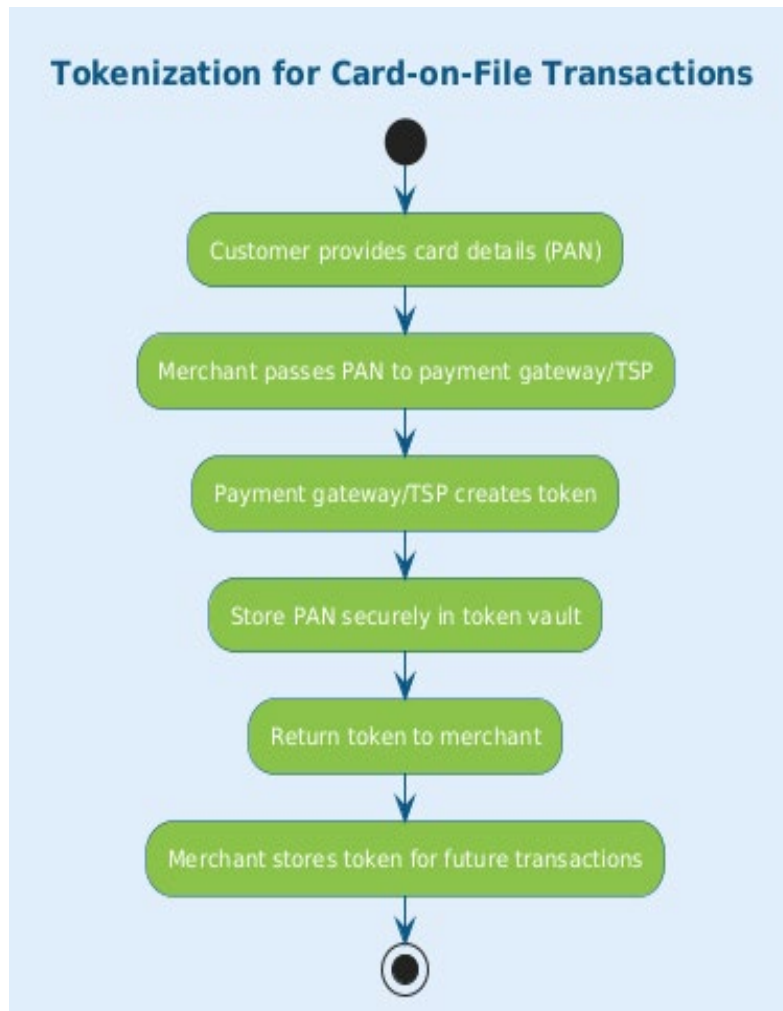 Tokenization for Card-on-File Transactions
Customer provides card details (PAN)
Merchant passes PAN to payment gateway/TSP
Payment gateway/TSP creates token
Store PAN securely in token vault
Return token to merchant
Merchant stores token for future transactions